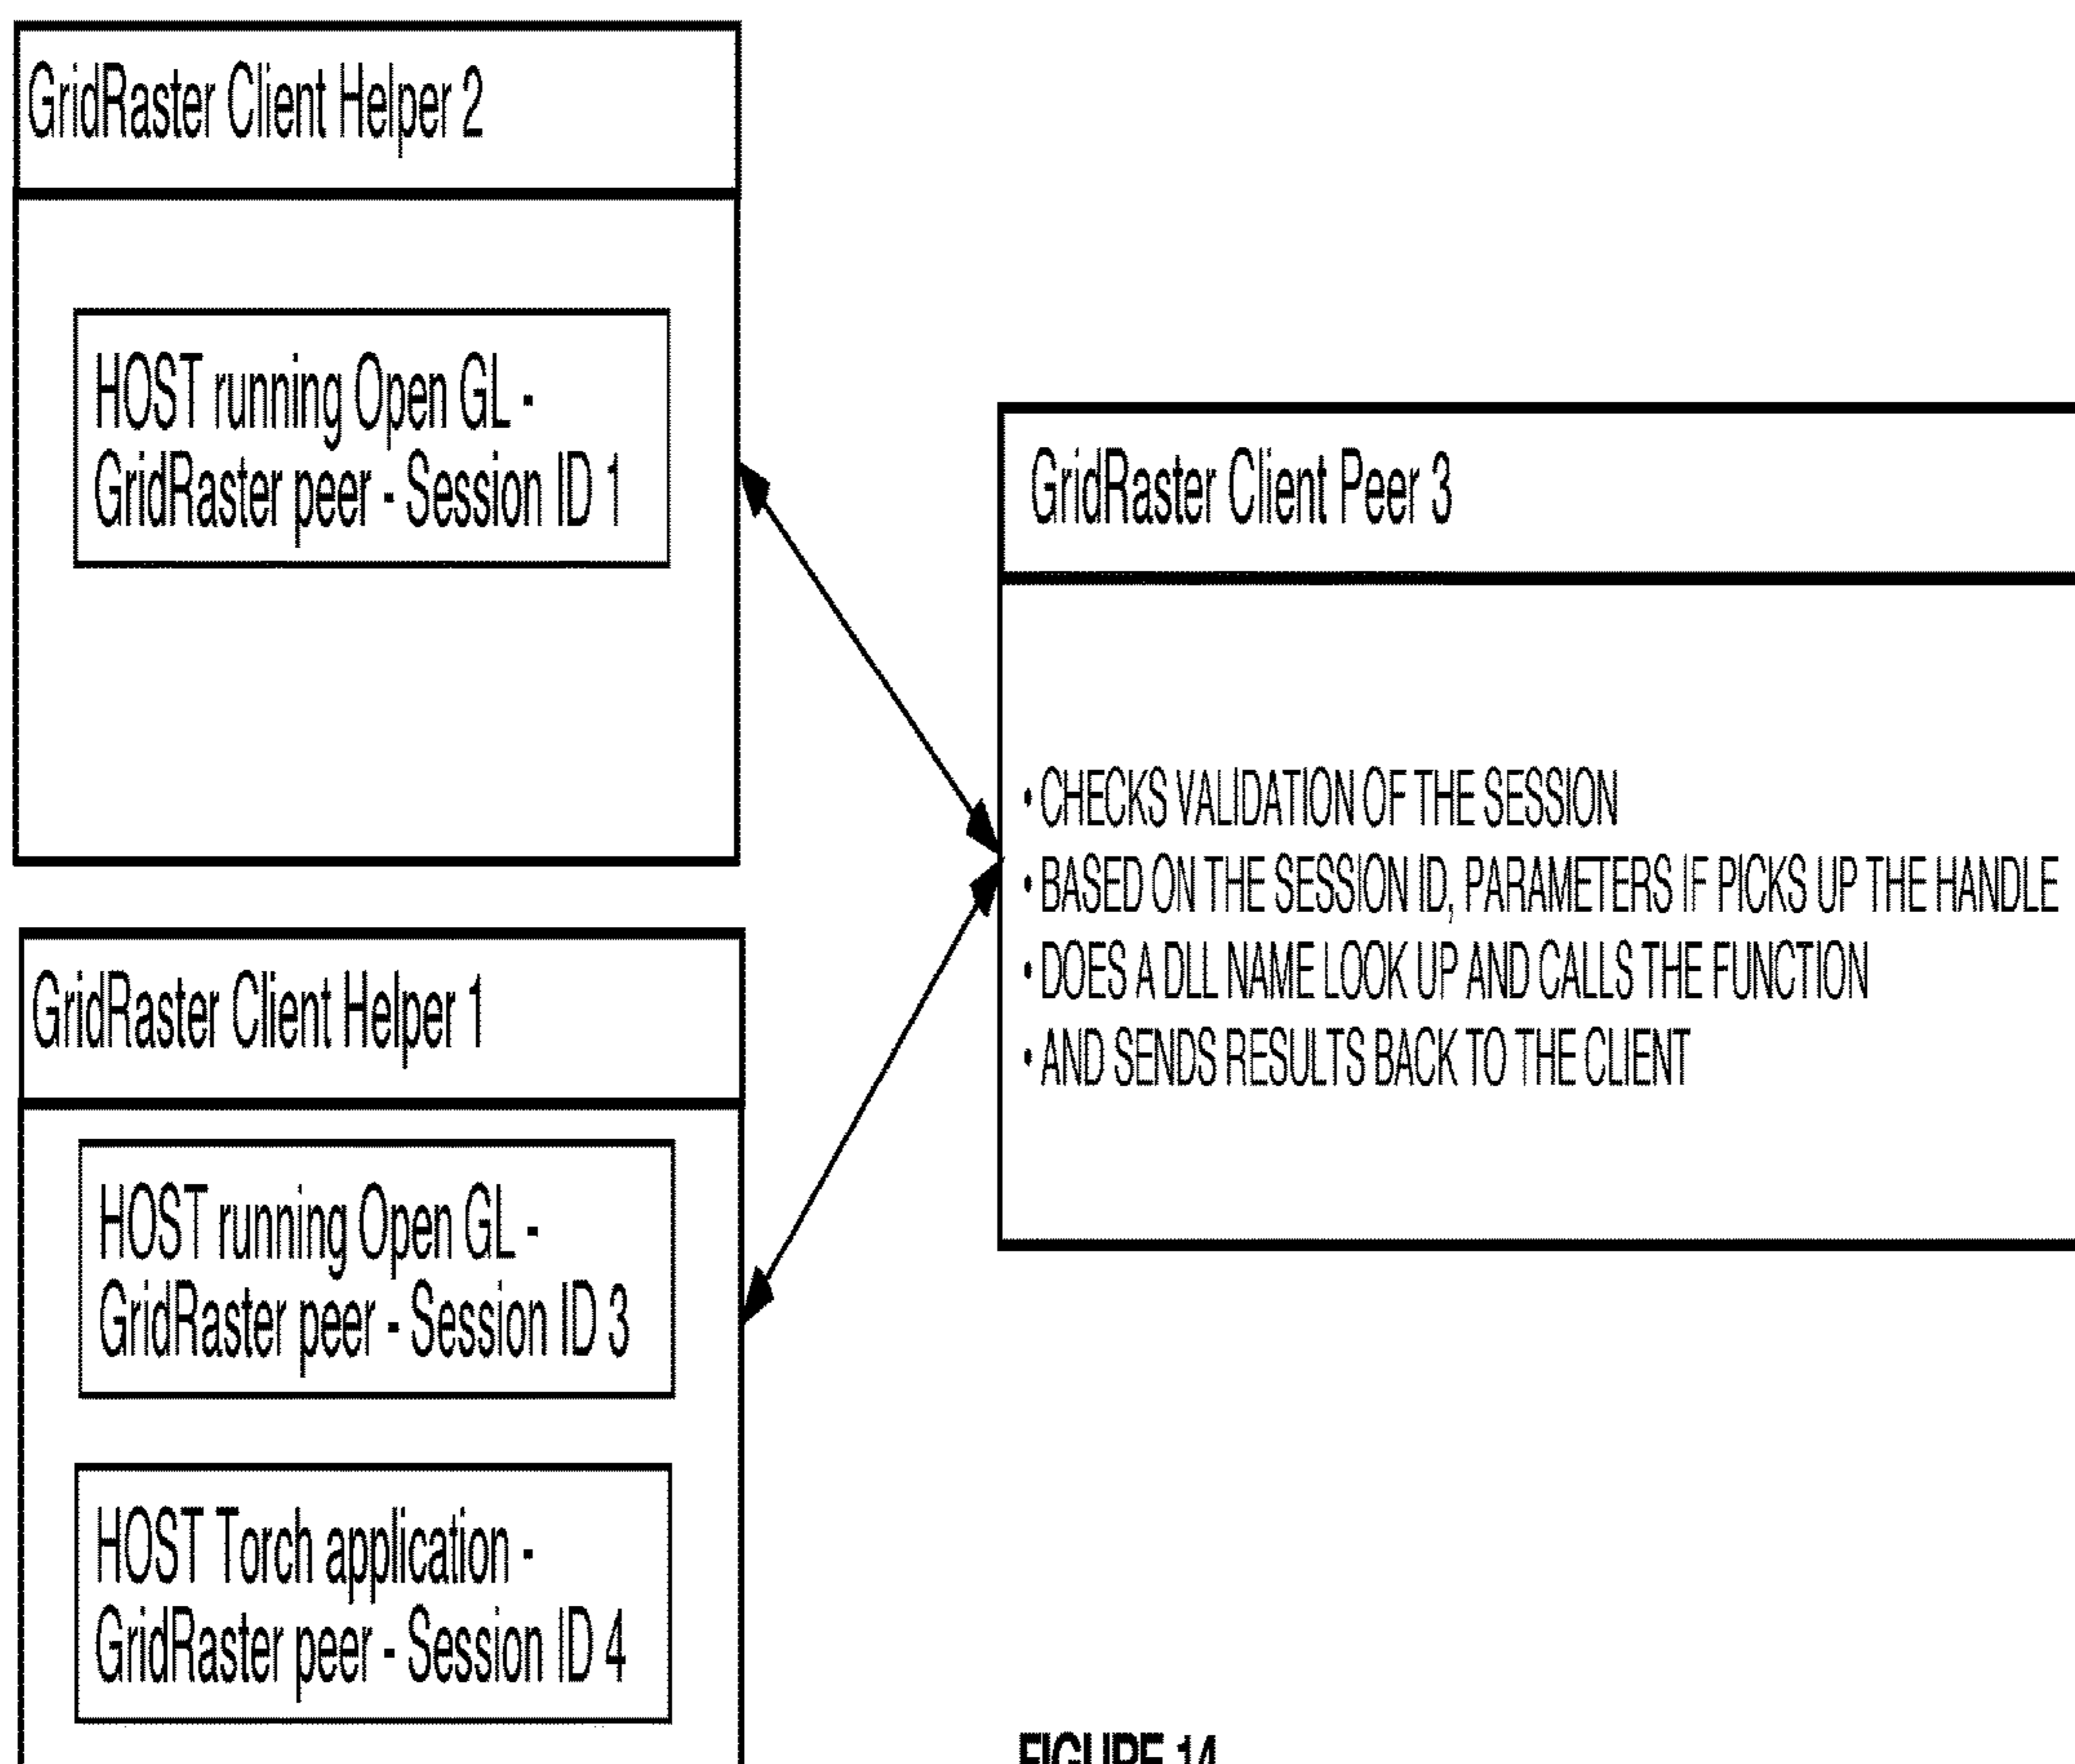 GridRaster Client Helper 2
HOST running Open GL -
GridRaster peer - Session ID 1
GridRaster Client Peer 3
• CHECKS VALIDATION OF THE SESSION
• BASED ON THE SESSION ID, PARAMETERS IF PICKS UP THE HANDLE
• DOES A DLL NAME LOOK UP AND CALLS THE FUNCTION
• AND SENDS RESULTS BACK TO THE CLIENT
GridRaster Client Helper 1
HOST running Open GL -
GridRaster peer - Session ID 3
HOST Torch application -
GridRaster peer - Session ID 4
FIGURE 14